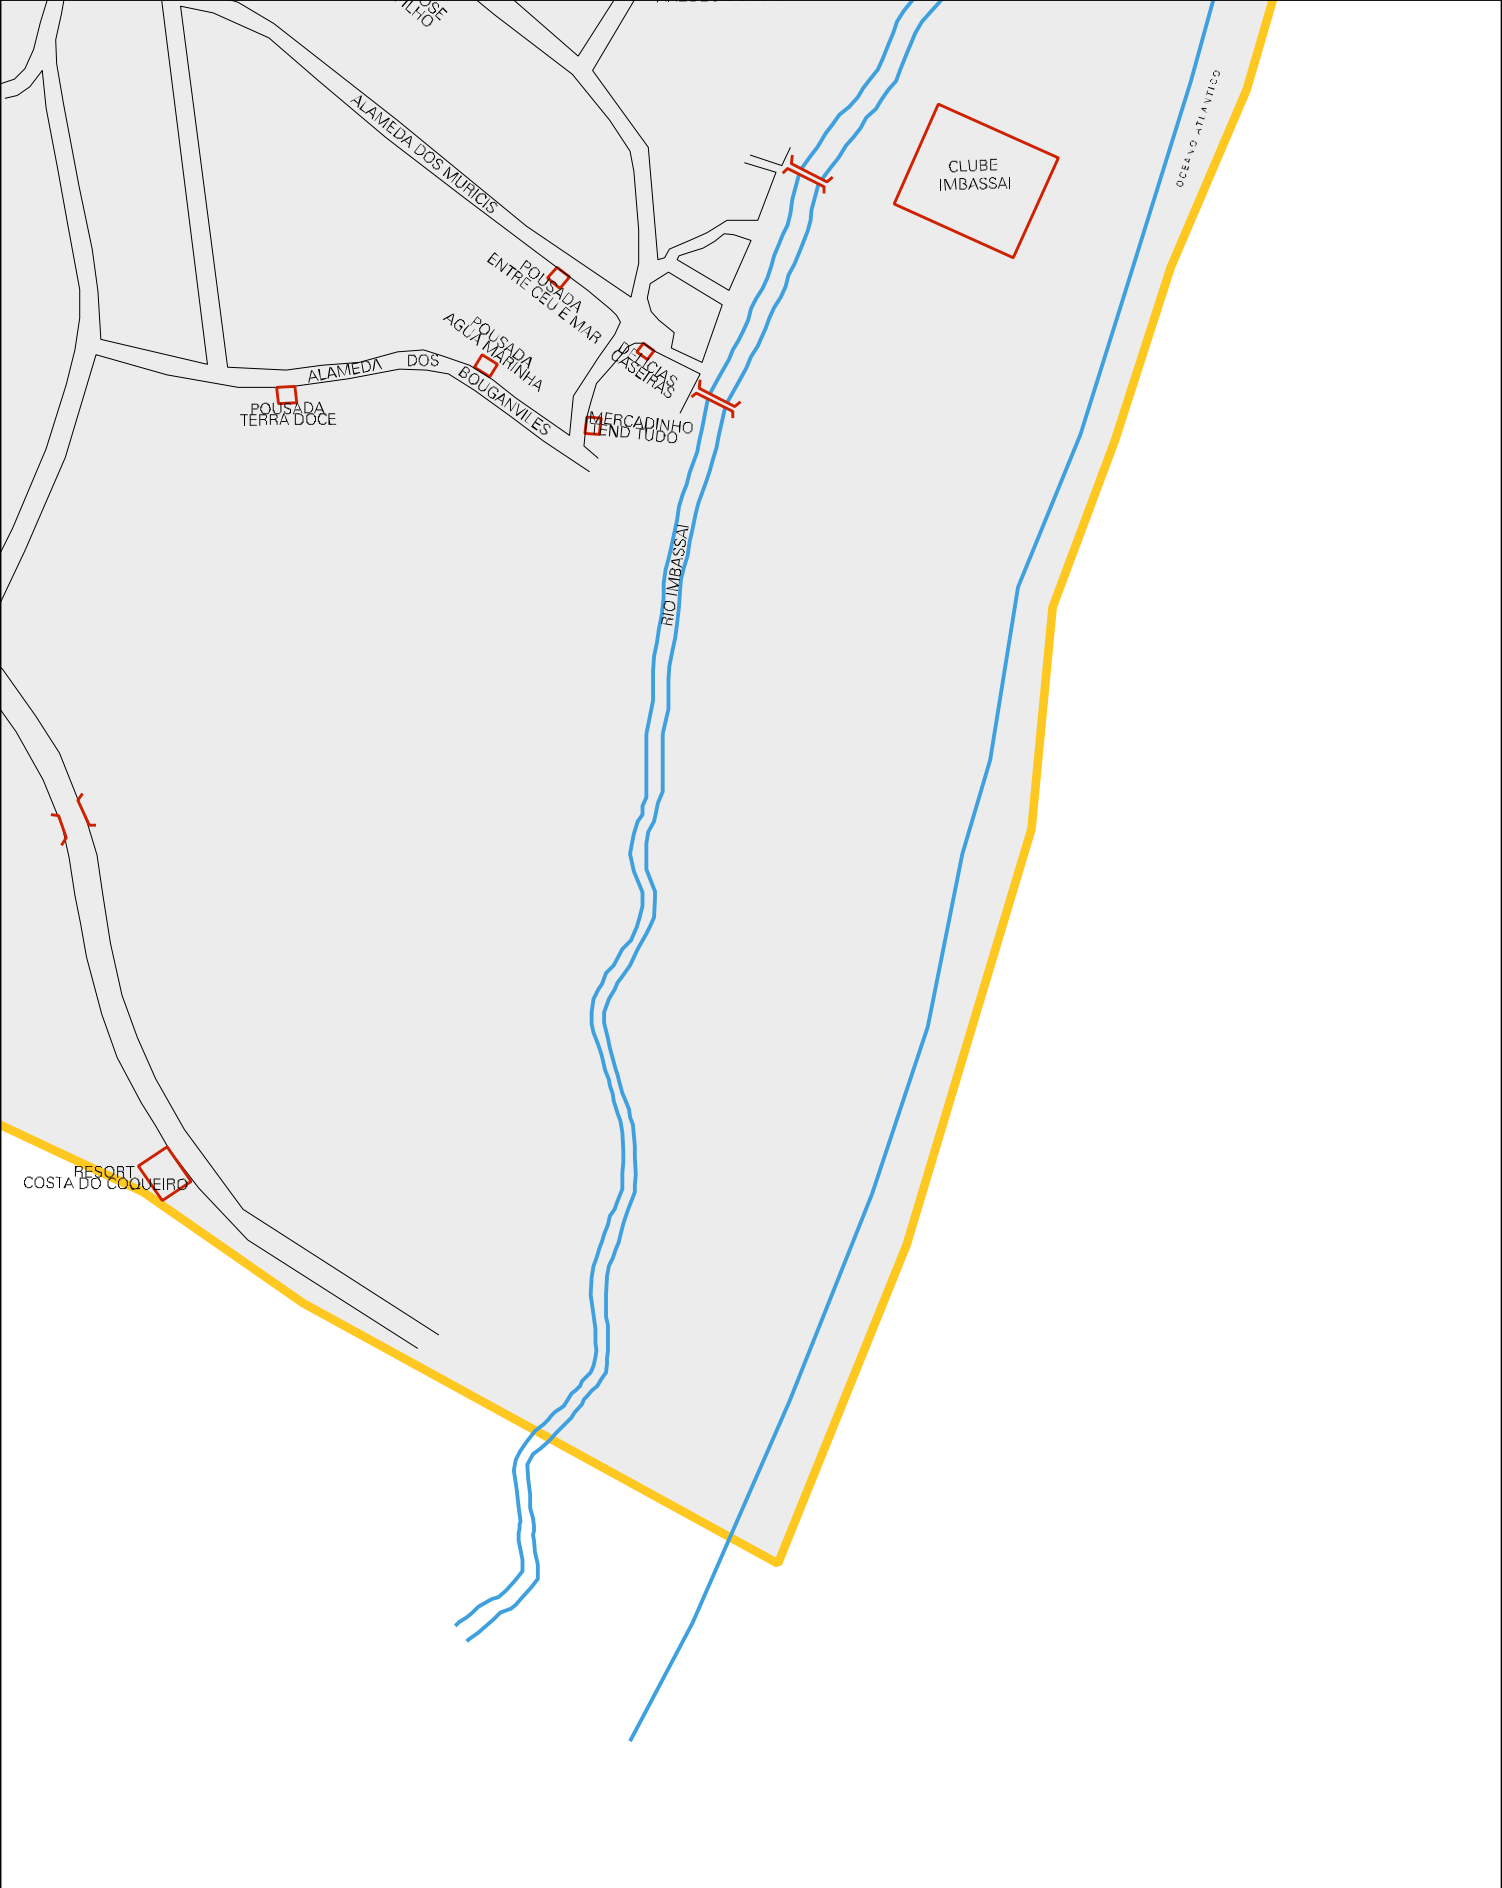 ALAMEDA DOS MURICIS
CLUBE
IMBASSAI
OCEANO ATLANTICO
POUSADA
ENTRE CEU E MAR
POUSADA
AGUA MARINHA
DELICIAS
CASEIRAS
ALAMEDA DOS BOUGANVILES
POUSADA
TERRA DOCE
MERCADINHO
TEND TUDO
RIO IMBASSAI
RESORT
COSTA DO COQUEIRO